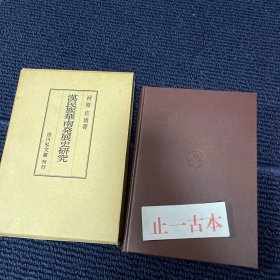 河原正博著
漢民族華南発展史研究
吉川弘文館刊行
止一古本